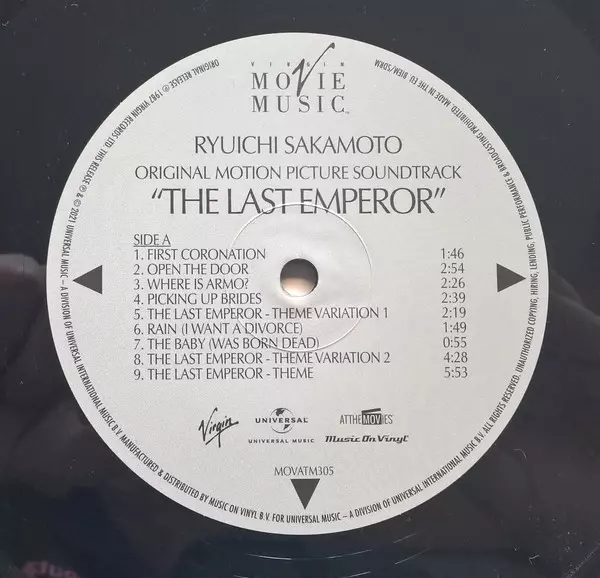 VIRGIN
MOVIE
MUSIC™
RYUICHI SAKAMOTO
ORIGINAL MOTION PICTURE SOUNDTRACK
"THE LAST EMPEROR"
SIDE A
1. FIRST CORONATION 1:46
2. OPEN THE DOOR 2:54
3. WHERE IS ARMO? 2:26
4. PICKING UP BRIDES 2:39
5. THE LAST EMPEROR - THEME VARIATION 1 2:19
6. RAIN (I WANT A DIVORCE) 1:49
7. THE BABY (WAS BORN DEAD) 0:55
8. THE LAST EMPEROR - THEME VARIATION 2 4:28
9. THE LAST EMPEROR - THEME 5:53
Virgin
UNIVERSAL
UNIVERSAL MUSIC
ATTHEMOVIES
Music On Vinyl
MOVATM305
ORIGINAL RELEASE ℗ 1987 VIRGIN RECORDS LTD. THIS RELEASE ℗ & © 2021 UNIVERSAL MUSIC – A DIVISION OF UNIVERSAL INTERNATIONAL MUSIC B.V. MANUFACTURED & DISTRIBUTED BY MUSIC ON VINYL B.V. FOR UNIVERSAL MUSIC – A DIVISION OF UNIVERSAL INTERNATIONAL MUSIC B.V. ALL RIGHTS RESERVED. UNAUTHORIZED COPYING, HIRING, LENDING, PUBLIC PERFORMANCE & BROADCASTING PROHIBITED. MADE IN THE EU BIEM/SDRM